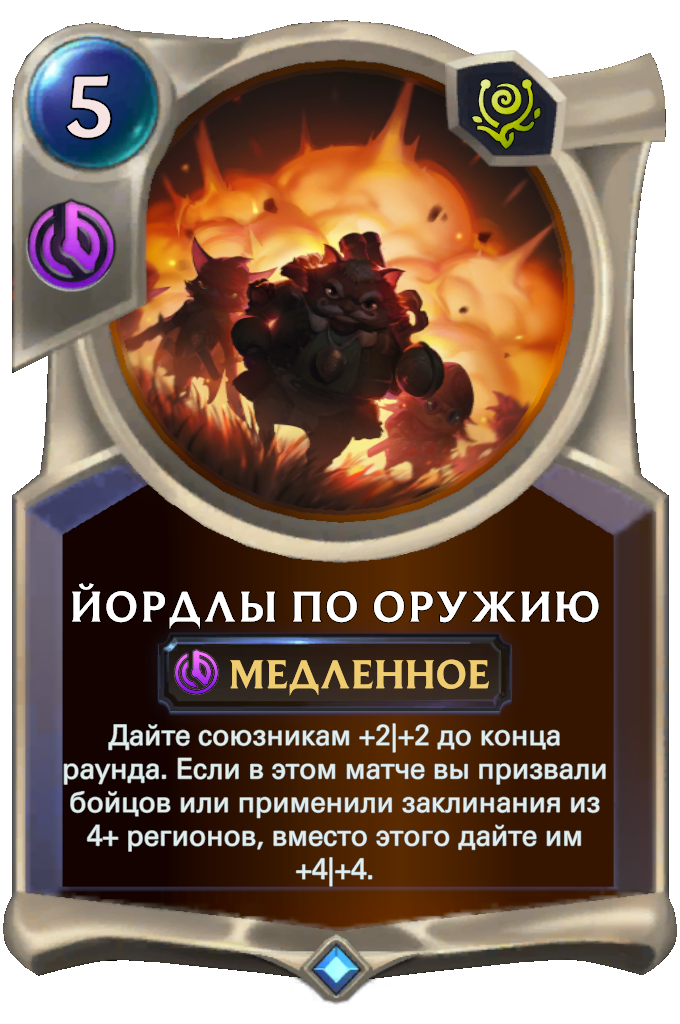 5
ЙОРДЛЫ ПО ОРУЖИЮ
МЕДЛЕННОЕ
Дайте союзникам +2|+2 до конца
раунда. Если в этом матче вы призвали
бойцов или применили заклинания из
4+ регионов, вместо этого дайте им
+4|+4.